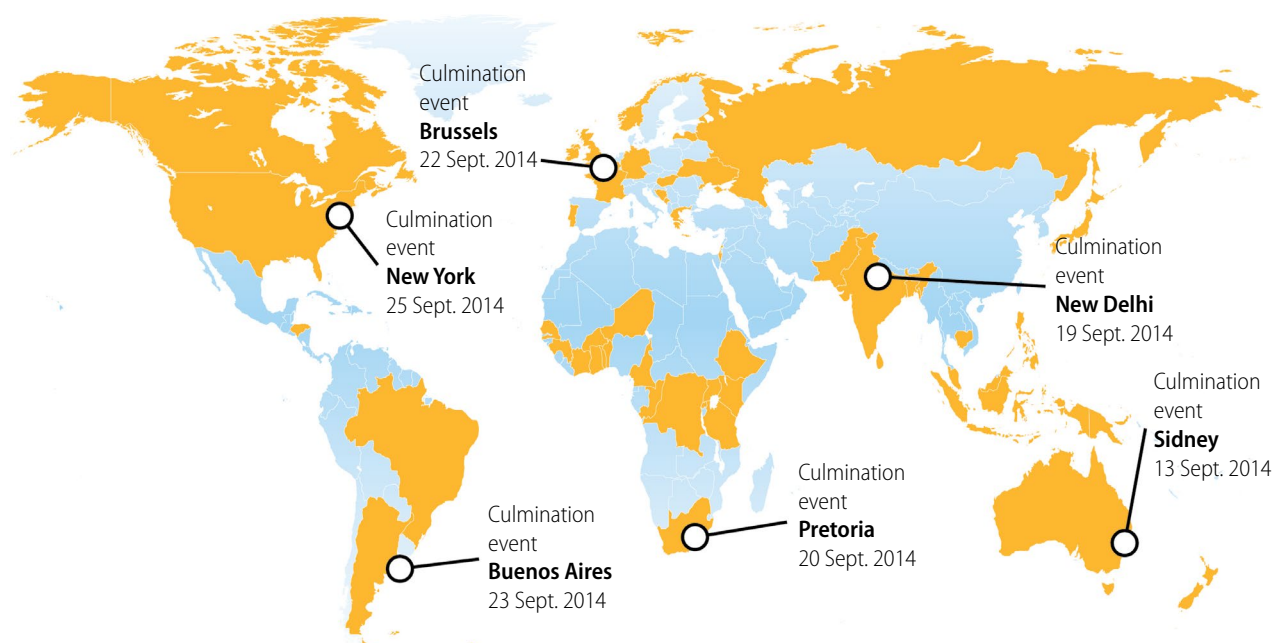 Culmination
event
Brussels
22 Sept. 2014
Culmination
event
New York
25 Sept. 2014
Culmination
event
New Delhi
19 Sept. 2014
Culmination
event
Sidney
13 Sept. 2014
Culmination
event
Pretoria
20 Sept. 2014
Culmination
event
Buenos Aires
23 Sept. 2014